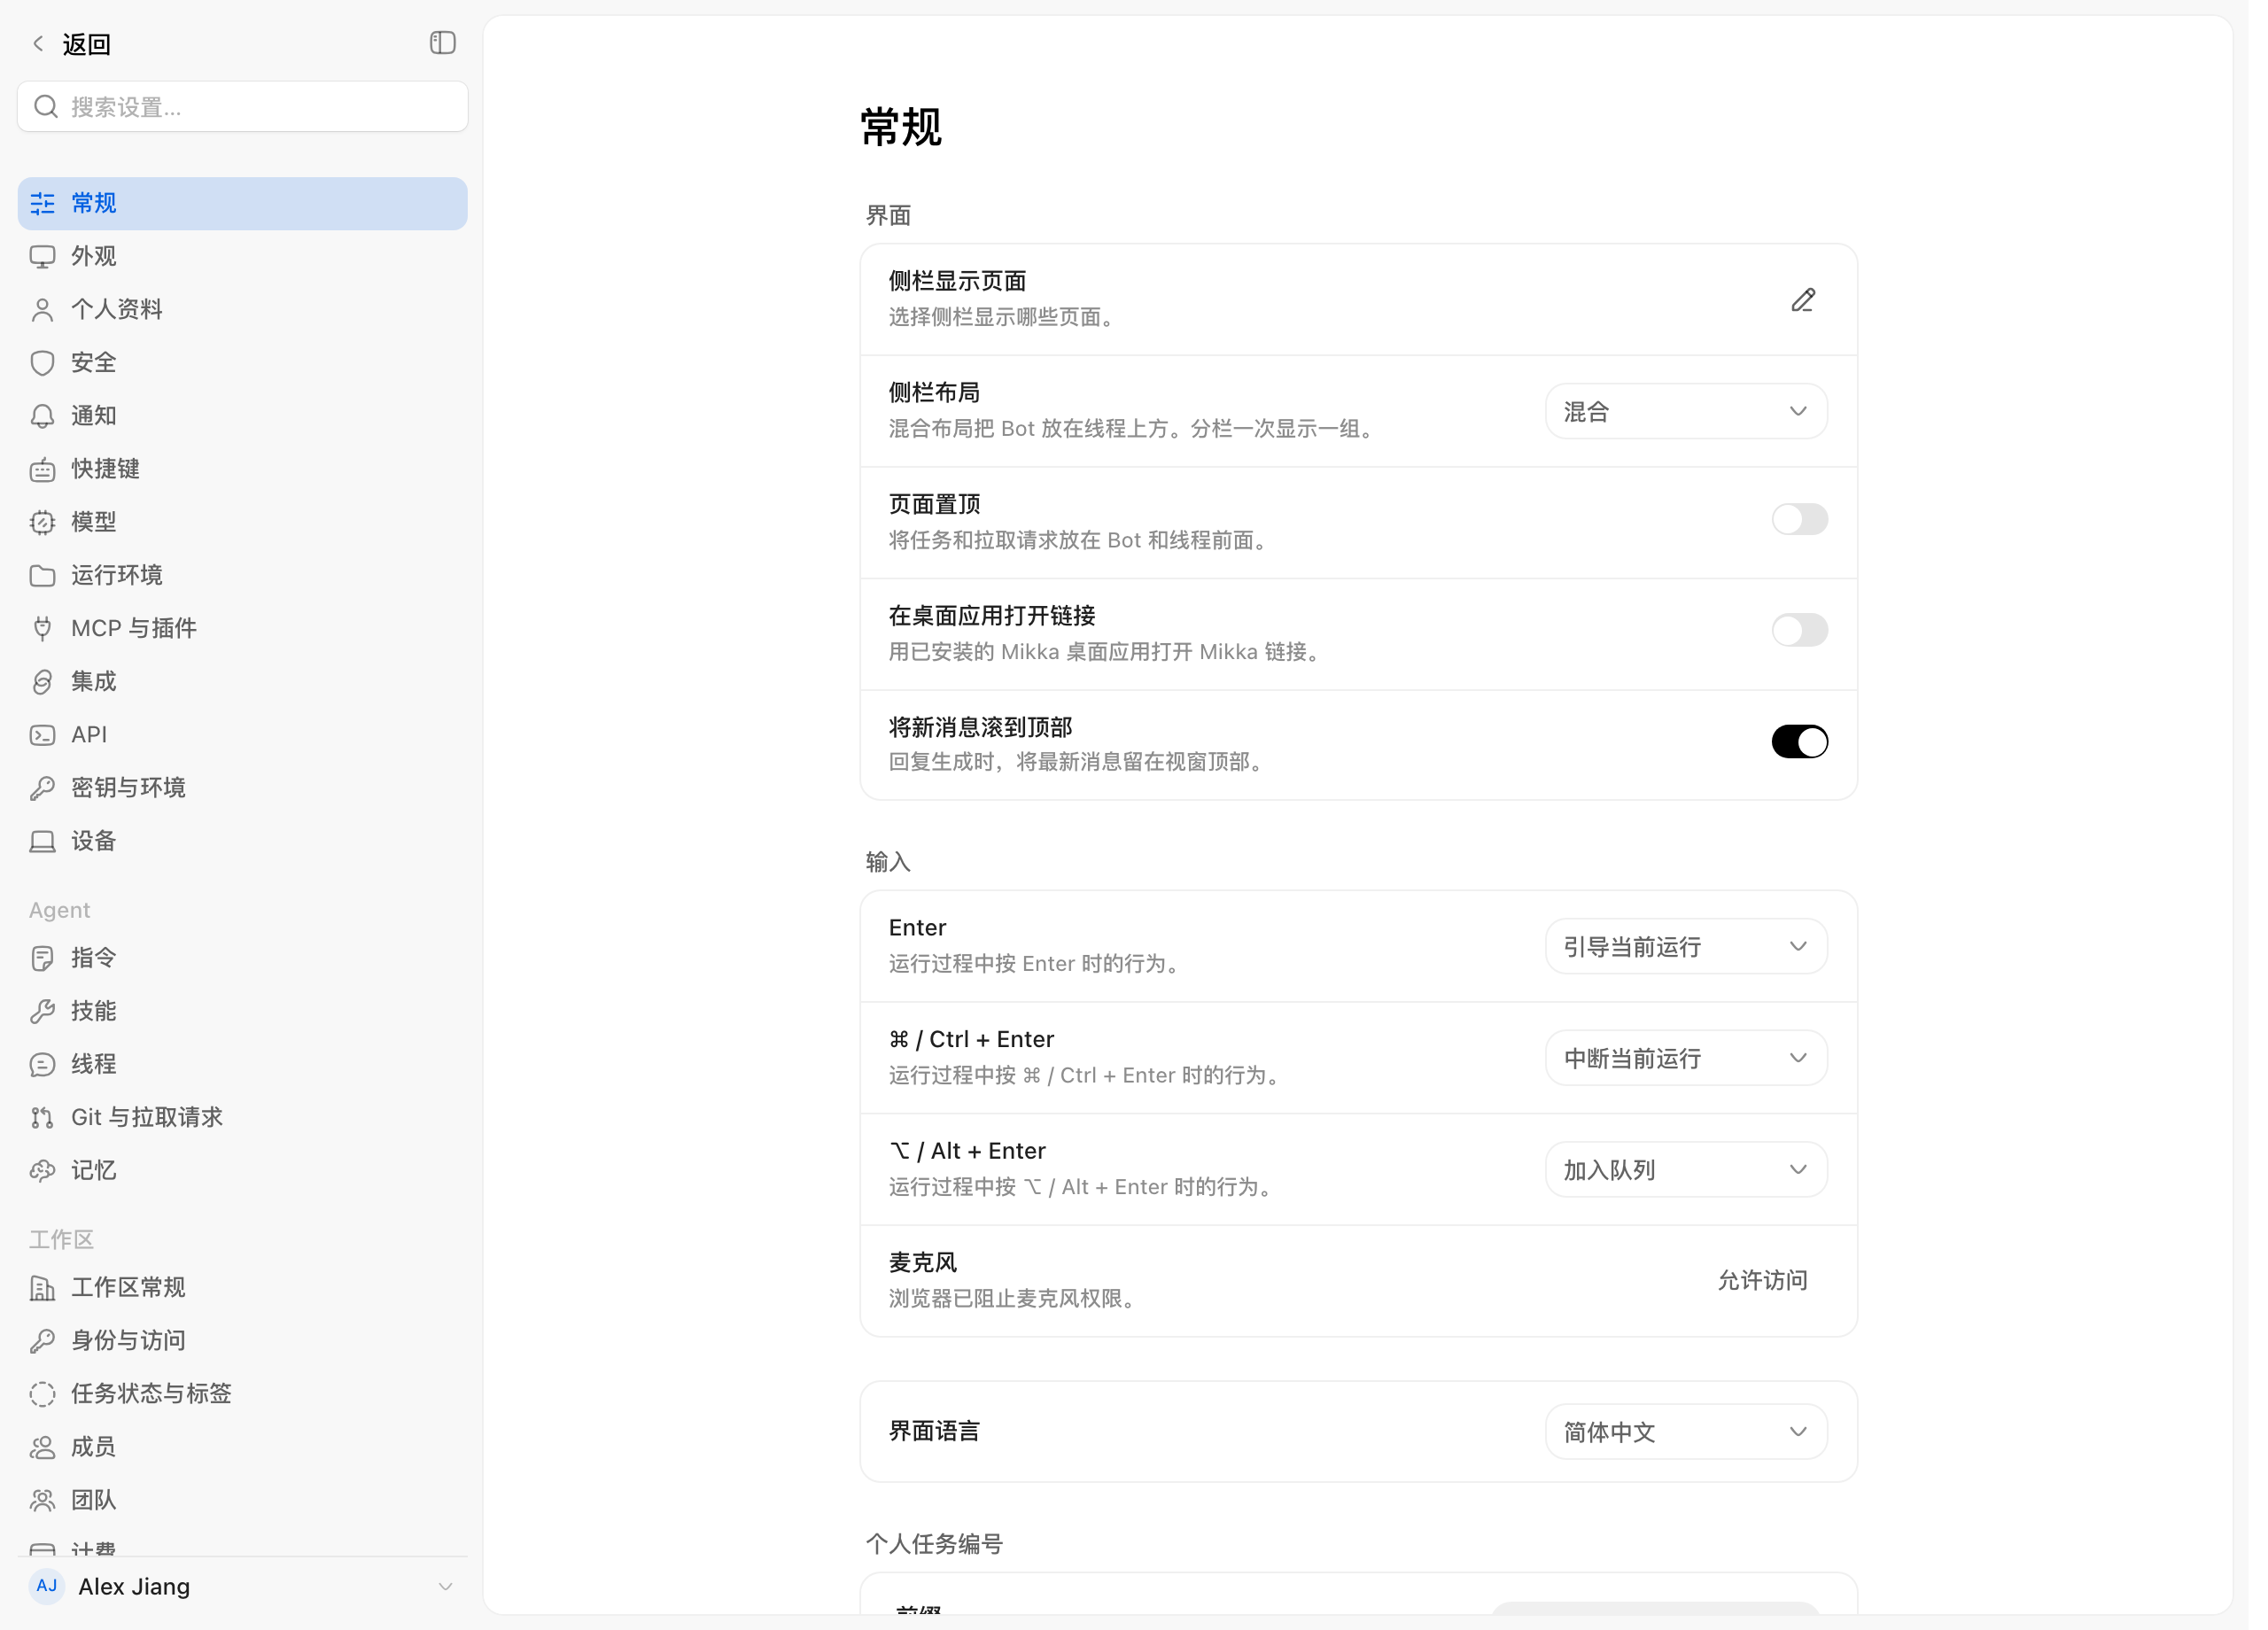 返回
搜索设置...
常规
外观
个人资料
安全
通知
快捷键
模型
运行环境
MCP 与插件
集成
API
密钥与环境
设备
Agent
指令
技能
线程
Git 与拉取请求
记忆
工作区
工作区常规
身份与访问
任务状态与标签
成员
团队
计费
AJ Alex Jiang
常规
界面
侧栏显示页面
选择侧栏显示哪些页面。
侧栏布局
混合布局把 Bot 放在线程上方。分栏一次显示一组。
混合
页面置顶
将任务和拉取请求放在 Bot 和线程前面。
在桌面应用打开链接
用已安装的 Mikka 桌面应用打开 Mikka 链接。
将新消息滚到顶部
回复生成时，将最新消息留在视窗顶部。
输入
Enter
运行过程中按 Enter 时的行为。
引导当前运行
⌘ / Ctrl + Enter
运行过程中按 ⌘ / Ctrl + Enter 时的行为。
中断当前运行
⌥ / Alt + Enter
运行过程中按 ⌥ / Alt + Enter 时的行为。
加入队列
麦克风
浏览器已阻止麦克风权限。
允许访问
界面语言
简体中文
个人任务编号
前缀